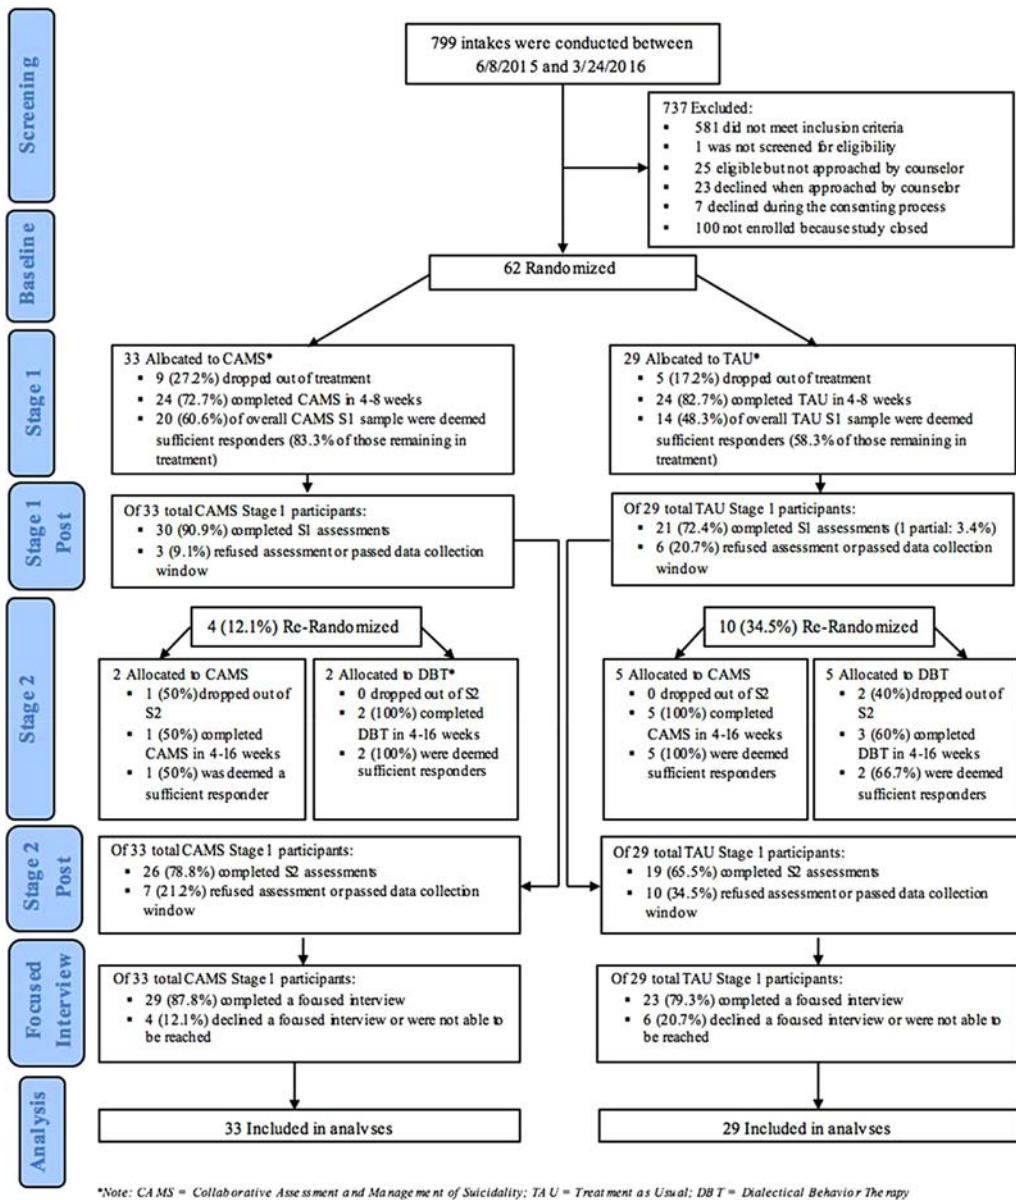 Screening
799 intakes were conducted between
6/8/2015 and 3/24/2016
737 Excluded:
▪ 581 did not meet inclusion criteria
▪ 1 was not screened for eligibility
▪ 25 eligible but not approached by counselor
▪ 23 declined when approached by counselor
▪ 7 declined during the consenting process
▪ 100 not enrolled because study closed
Baseline
62 Randomized
Stage 1
33 Allocated to CAMS*
▪ 9 (27.2%) dropped out of treatment
▪ 24 (72.7%) completed CAMS in 4-8 weeks
▪ 20 (60.6%) of overall CAMS S1 sample were deemed
sufficient responders (83.3% of those remaining in
treatment)
29 Allocated to TAU*
▪ 5 (17.2%) dropped out of treatment
▪ 24 (82.7%) completed TAU in 4-8 weeks
▪ 14 (48.3%) of overall TAU S1 sample were deemed
sufficient responders (58.3% of those remaining in
treatment)
Stage 1
Post
Of 33 total CAMS Stage 1 participants:
▪ 30 (90.9%) completed S1 assessments
▪ 3 (9.1%) refused assessment or passed data collection
window
Of 29 total TAU Stage 1 participants:
▪ 21 (72.4%) completed S1 assessments (1 partial: 3.4%)
▪ 6 (20.7%) refused assessment or passed data collection
window
Stage 2
4 (12.1%) Re-Randomized
2 Allocated to CAMS
▪ 1 (50%) dropped out of
S2
▪ 1 (50%) completed
CAMS in 4-16 weeks
▪ 1 (50%) was deemed a
sufficient responder
2 Allocated to DBT*
▪ 0 dropped out of S2
▪ 2 (100%) completed
DBT in 4-16 weeks
▪ 2 (100%) were deemed
sufficient responders
10 (34.5%) Re-Randomized
5 Allocated to CAMS
▪ 0 dropped out of S2
▪ 5 (100%) completed
CAMS in 4-16 weeks
▪ 5 (100%) were deemed
sufficient responders
5 Allocated to DBT
▪ 2 (40%) dropped out of
S2
▪ 3 (60%) completed
DBT in 4-16 weeks
▪ 2 (66.7%) were deemed
sufficient responders
Stage 2
Post
Of 33 total CAMS Stage 1 participants:
▪ 26 (78.8%) completed S2 assessments
▪ 7 (21.2%) refused assessment or passed data collection
window
Of 29 total TAU Stage 1 participants:
▪ 19 (65.5%) completed S2 assessments
▪ 10 (34.5%) refused assessment or passed data collection
window
Focused
Interview
Of 33 total CAMS Stage 1 participants:
▪ 29 (87.8%) completed a focused interview
▪ 4 (12.1%) declined a focused interview or were not able to
be reached
Of 29 total TAU Stage 1 participants:
▪ 23 (79.3%) completed a focused interview
▪ 6 (20.7%) declined a focused interview or were not able to
be reached
Analysis
33 Included in analyses
29 Included in analyses
*Note: CAMS = Collaborative Assessment and Management of Suicidality; TAU = Treatment as Usual; DBT = Dialectical Behavior Therapy